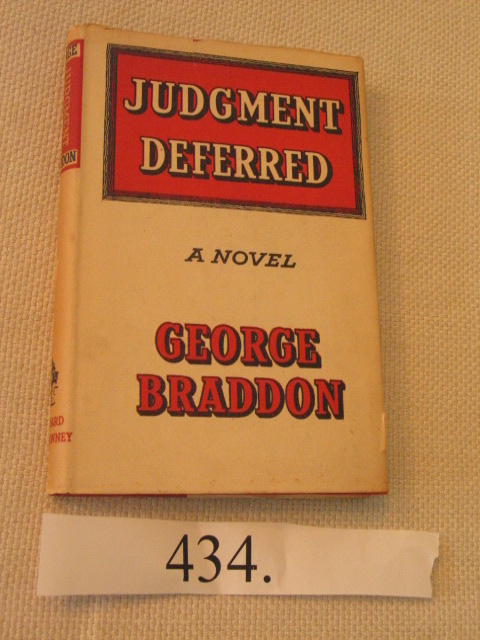 JUDGMENT
DEFERRED
A NOVEL
GEORGE
BRADDON
434.